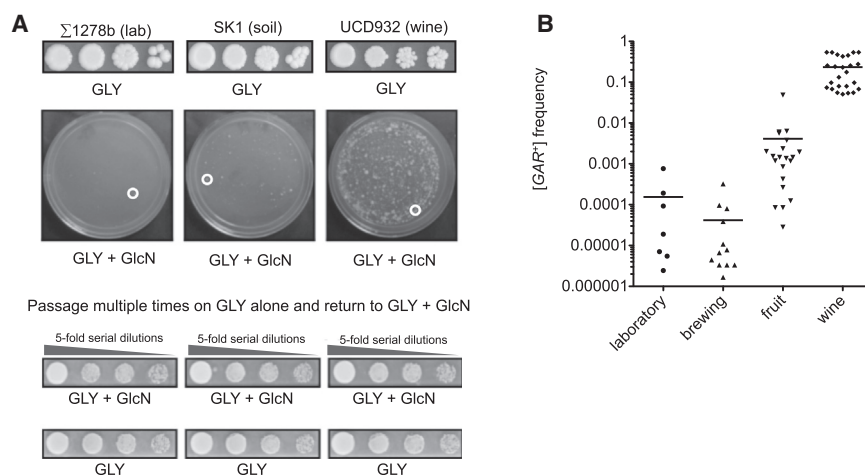 A
∑1278b (lab) SK1 (soil) UCD932 (wine)
GLY GLY GLY
GLY + GlcN GLY + GlcN GLY + GlcN
Passage multiple times on GLY alone and return to GLY + GlcN
5-fold serial dilutions 5-fold serial dilutions 5-fold serial dilutions
GLY + GlcN GLY + GlcN GLY + GlcN
GLY GLY GLY
B
[GAR⁺] frequency
1
0.1
0.01
0.001
0.0001
0.00001
0.000001
laboratory brewing fruit wine